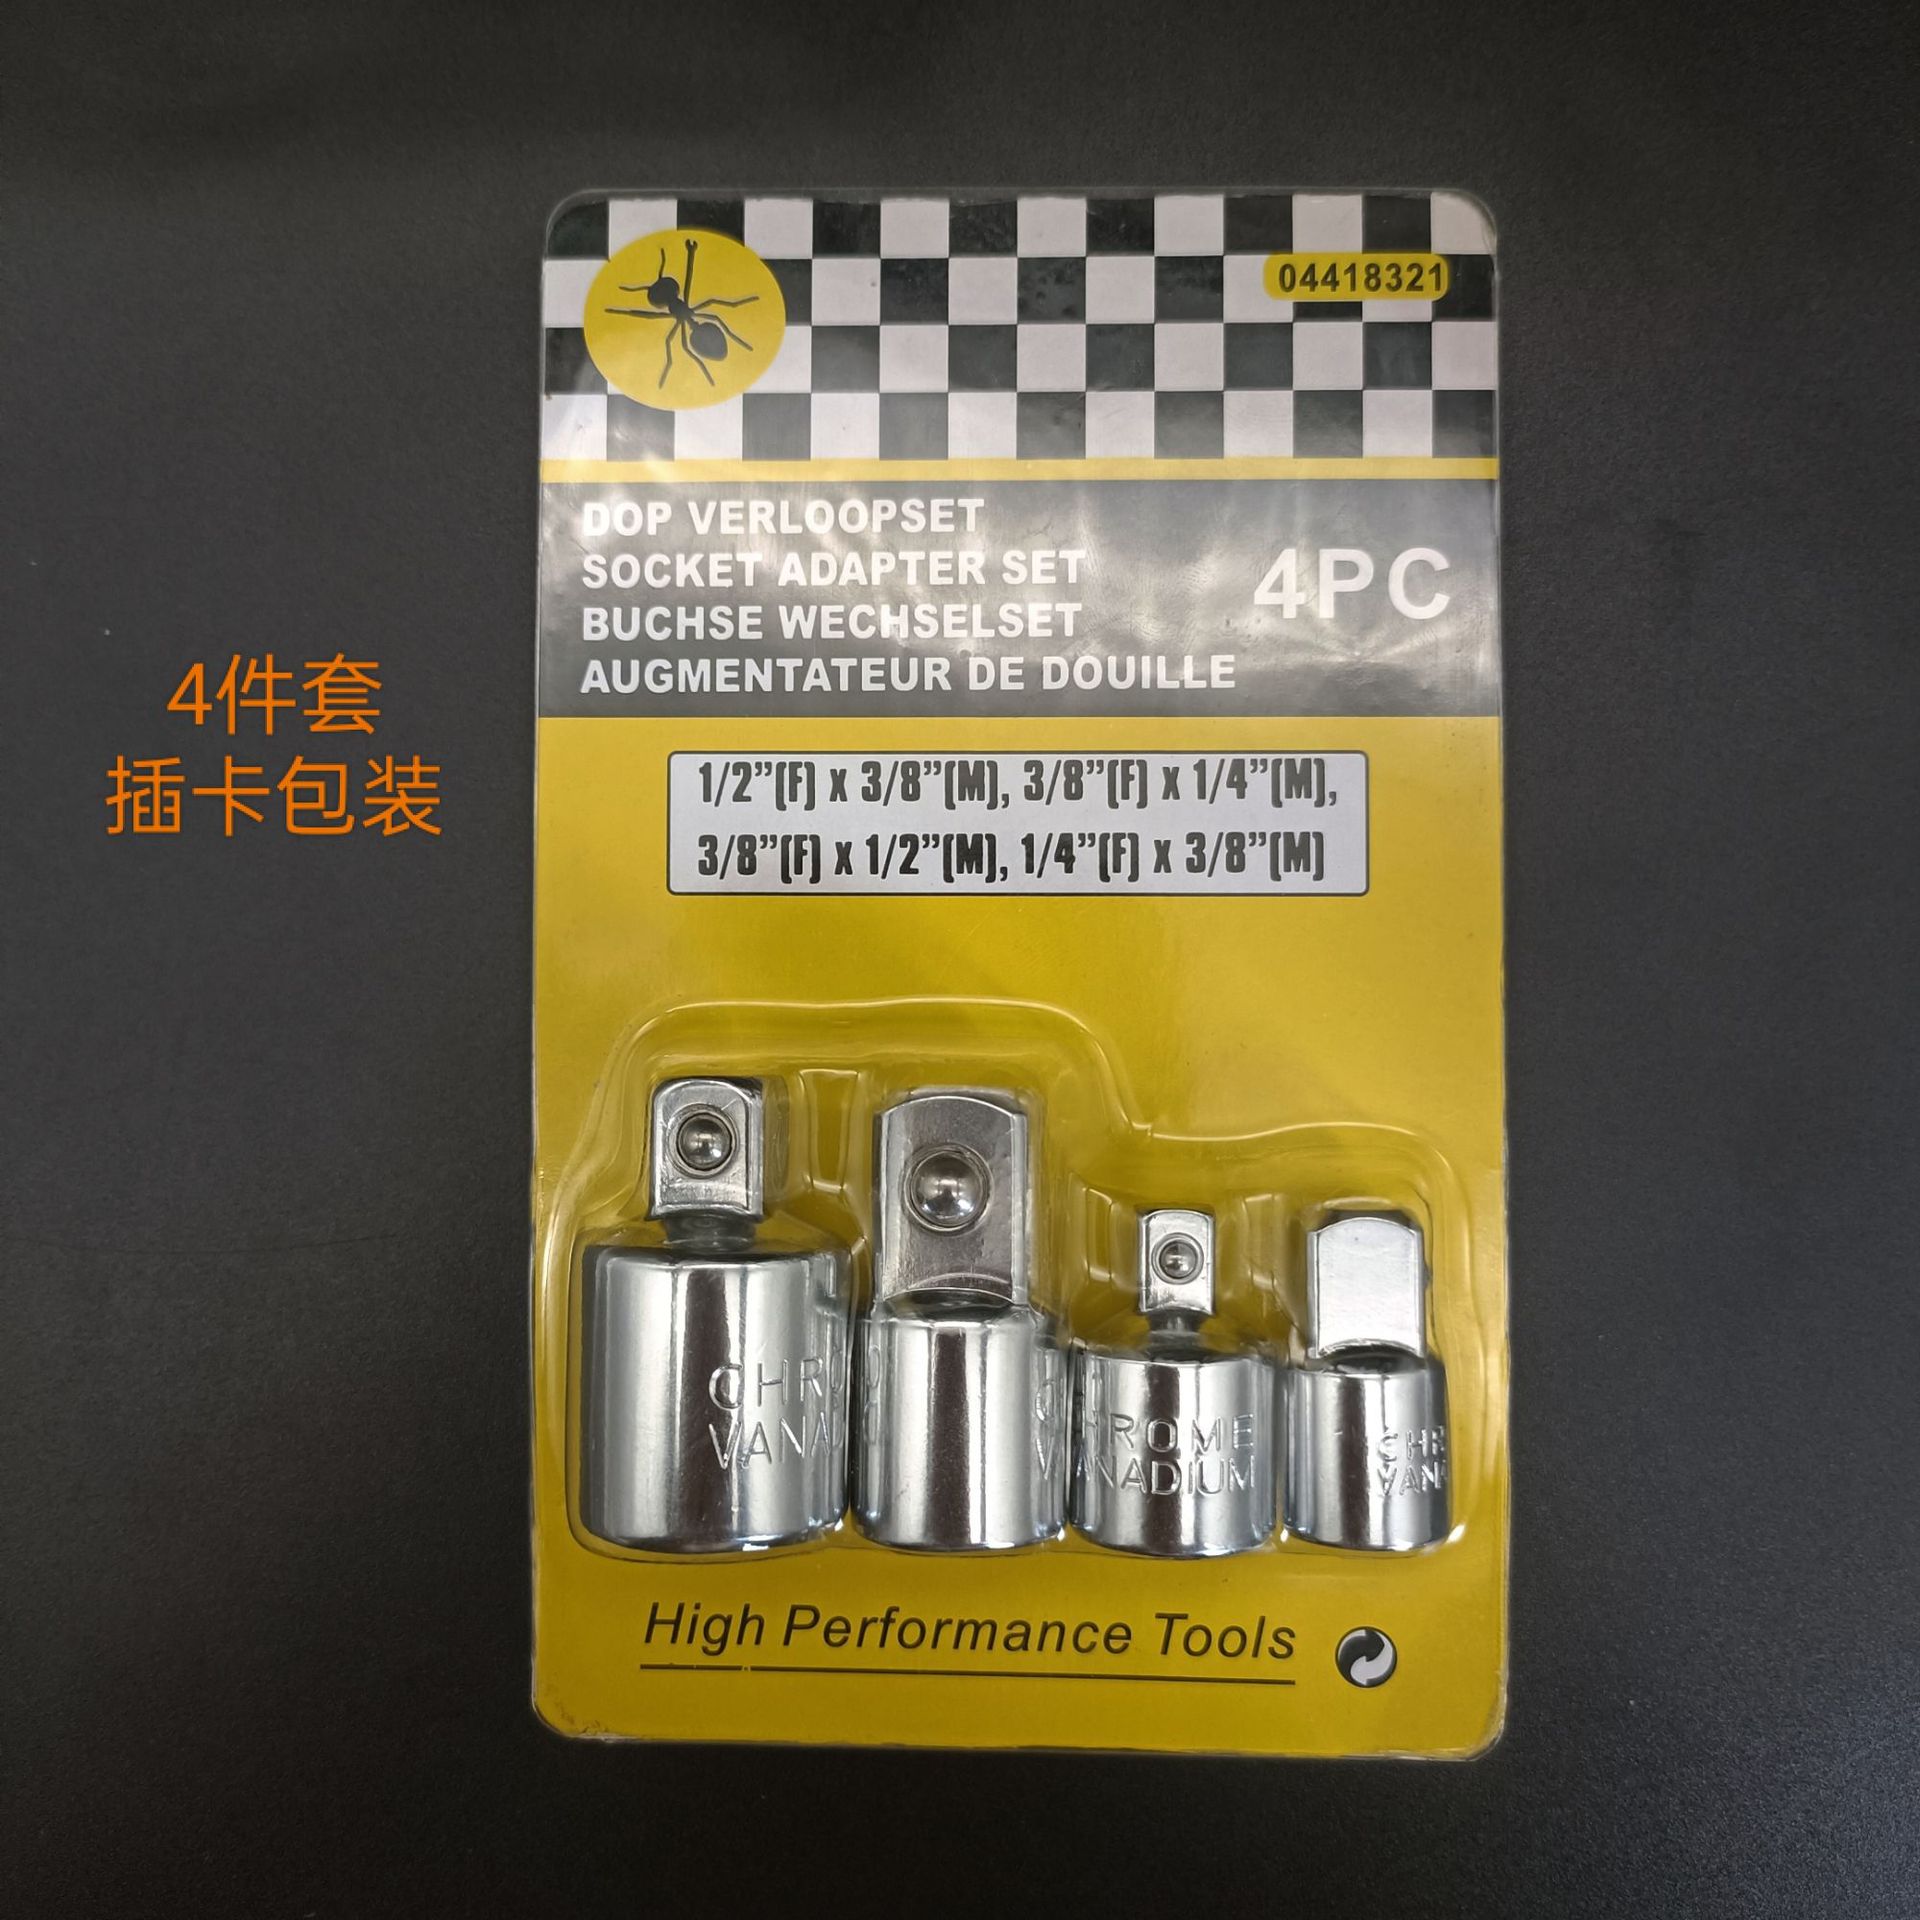 04418321
DOP VERLOOPSET
SOCKET ADAPTER SET
BUCHSE WECHSELSET
AUGMENTATEUR DE DOUILLE
4PC
4件套
插卡包装
1/2”(F) x 3/8”(M), 3/8”(F) x 1/4”(M),
3/8”(F) x 1/2”(M), 1/4”(F) x 3/8”(M)
High Performance Tools